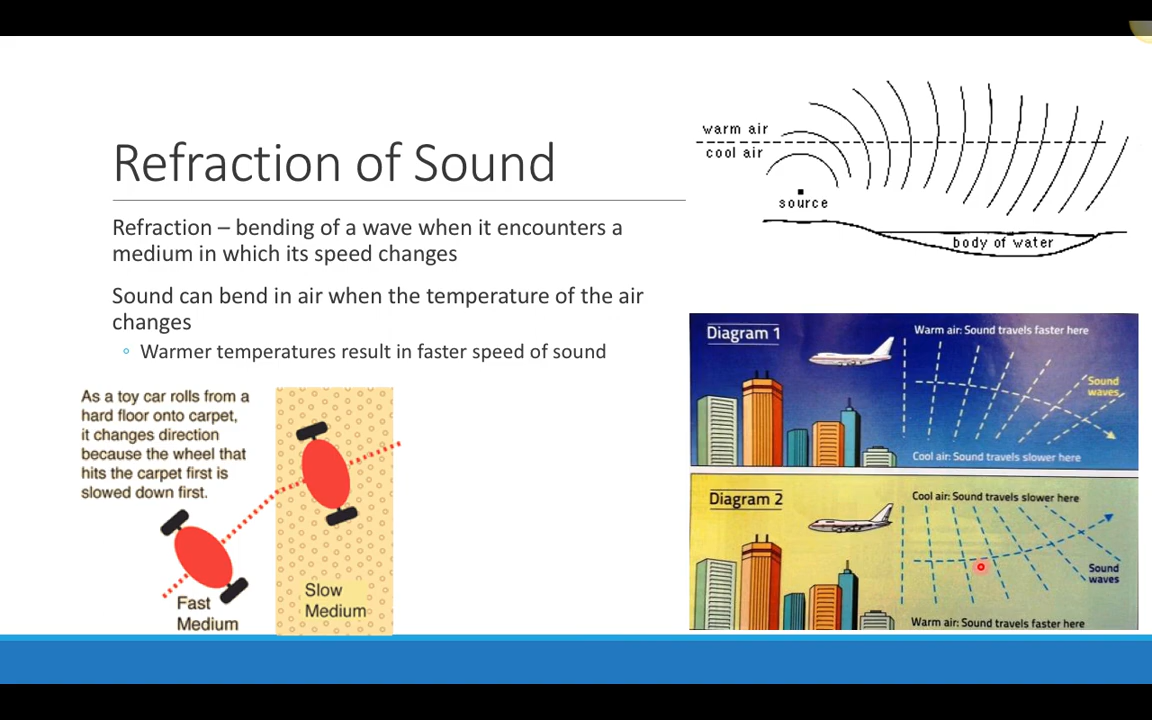 Refraction of Sound
Refraction – bending of a wave when it encounters a
medium in which its speed changes
Sound can bend in air when the temperature of the air
changes
Warmer temperatures result in faster speed of sound
As a toy car rolls from a
hard floor onto carpet,
it changes direction
because the wheel that
hits the carpet first is
slowed down first.
Fast
Medium
Slow
Medium
warm air
cool air
source
body of water
Diagram 1
Warm air: Sound travels faster here
Sound
waves
Cool air: Sound travels slower here
Diagram 2
Cool air: Sound travels slower here
Sound
waves
Warm air: Sound travels faster here